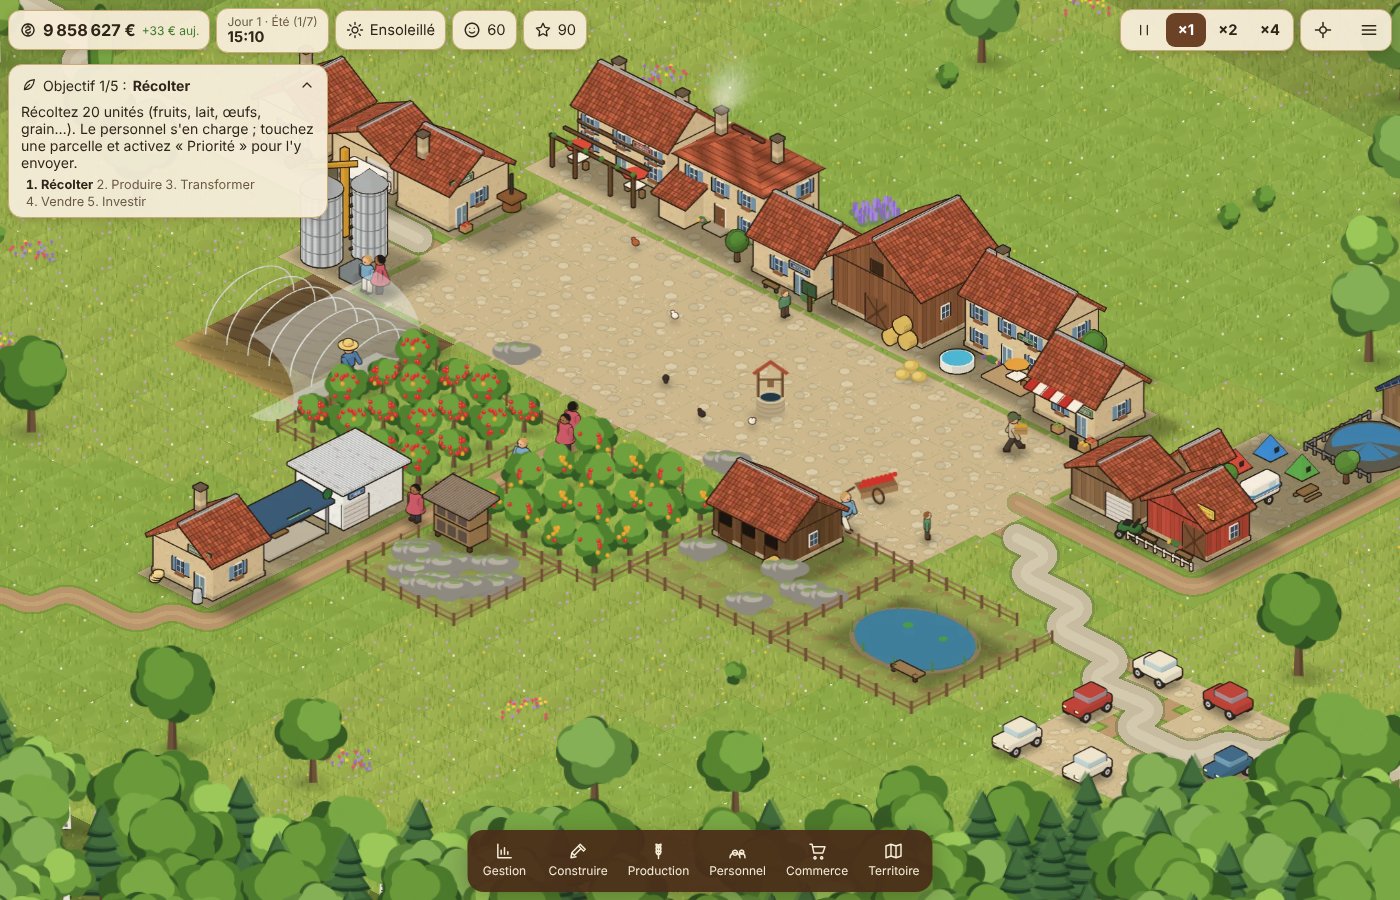 9 858 627 € +33 € auj.
Jour 1 · Été (1/7)
15:10
Ensoleillé
60
90
×1
×2
×4
Objectif 1/5 : Récolter
Récoltez 20 unités (fruits, lait, œufs,
grain...). Le personnel s'en charge ; touchez
une parcelle et activez « Priorité » pour l'y
envoyer.
1. Récolter 2. Produire 3. Transformer
4. Vendre 5. Investir
Gestion
Construire
Production
Personnel
Commerce
Territoire